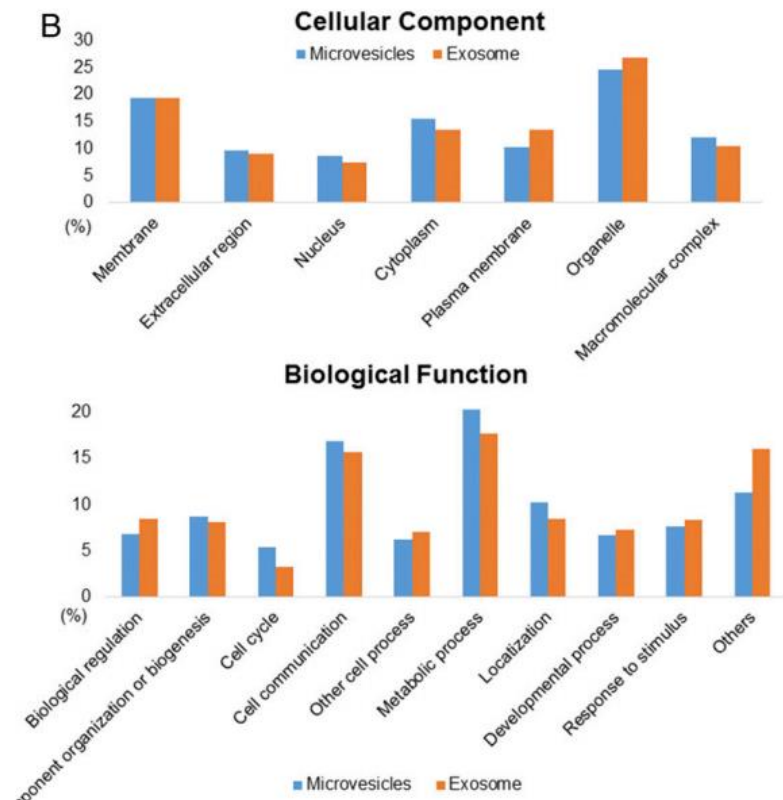 B
Cellular Component
Microvesicles Exosome
30
25
20
15
10
5
0
(%)
Membrane
Extracellular region
Nucleus
Cytoplasm
Plasma membrane
Organelle
Macromolecular complex
Biological Function
20
15
10
5
0
(%)
Biological regulation
organization or biogenesis
Cell cycle
Cell communication
Other cell process
Metabolic process
Locatization
Developmental process
Response to stimulus
Others
Microvesicles Exosome